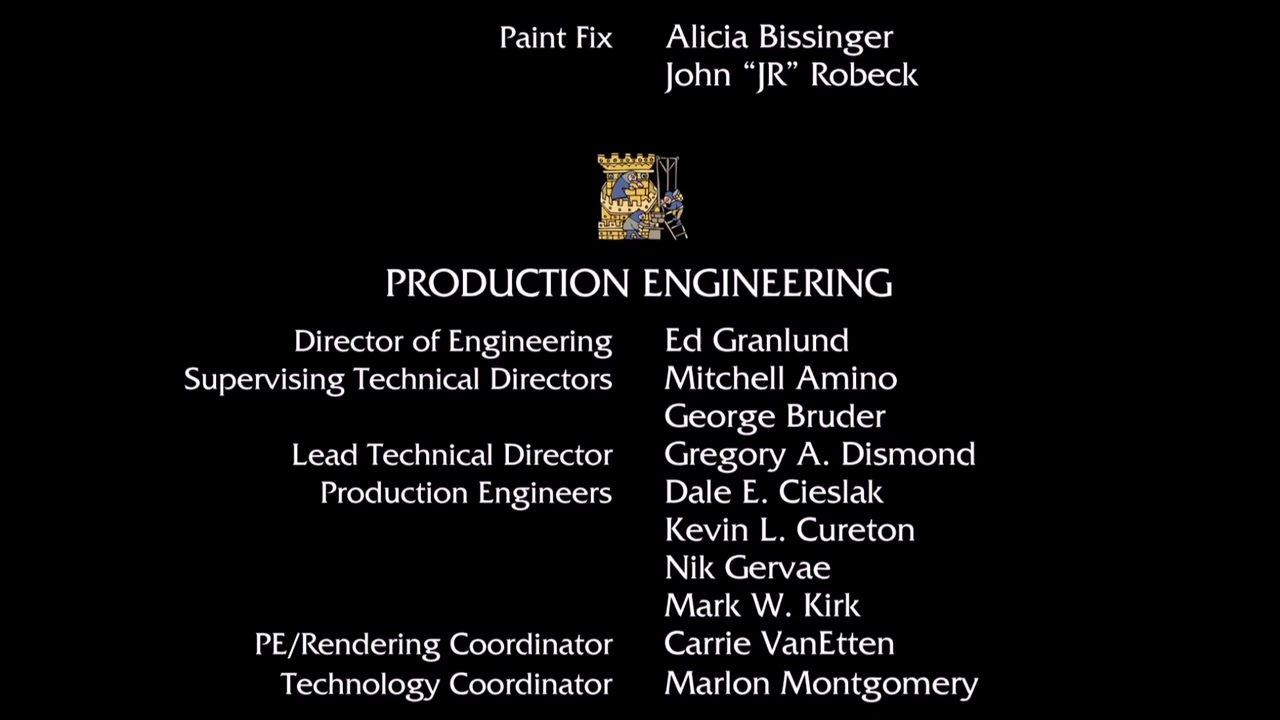 Paint Fix Alicia Bissinger
John “JR” Robeck
PRODUCTION ENGINEERING
Director of Engineering Ed Granlund
Supervising Technical Directors Mitchell Amino
George Bruder
Lead Technical Director Gregory A. Dismond
Production Engineers Dale E. Cieslak
Kevin L. Cureton
Nik Gervae
Mark W. Kirk
PE/Rendering Coordinator Carrie VanEtten
Technology Coordinator Marlon Montgomery